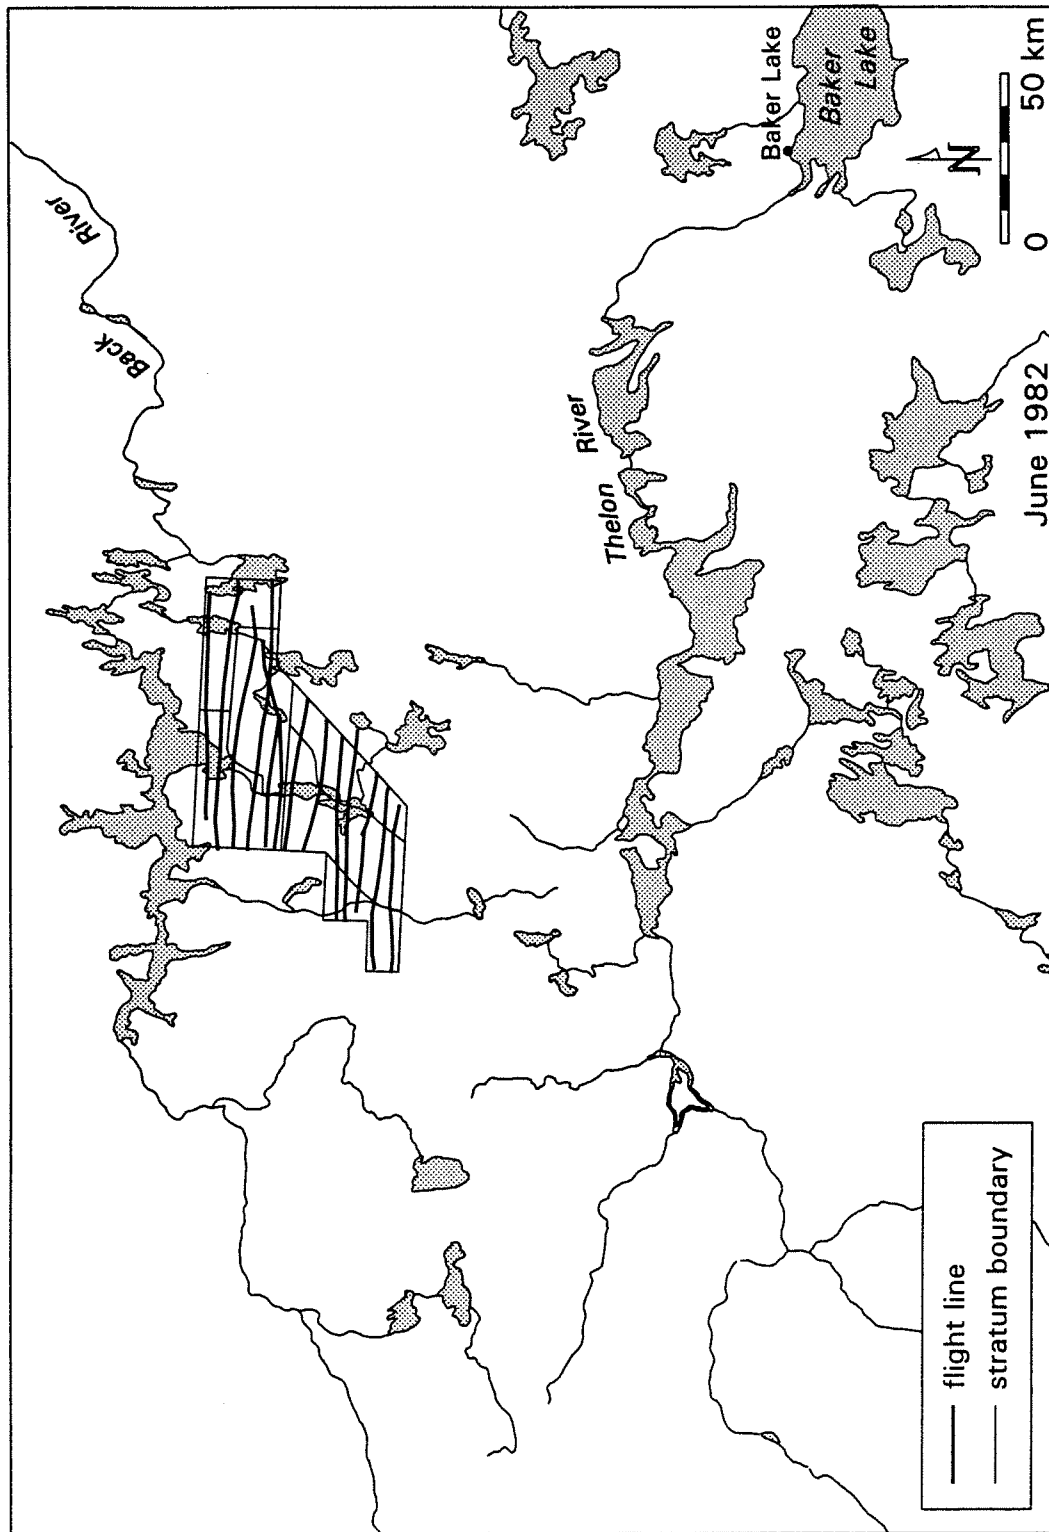 Back
River
Thelon
River
Baker Lake
Baker
Lake
N
0 50 km
June 1982
flight line
stratum boundary